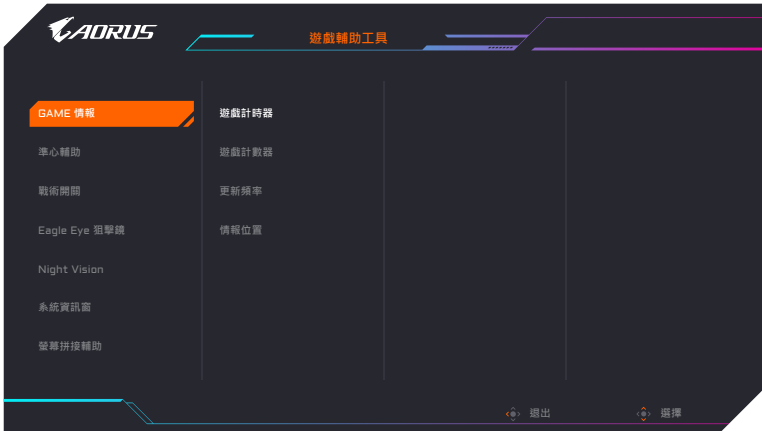 AORUS
遊戲輔助工具
GAME 情報
準心輔助
戰術開關
Eagle Eye 狙擊鏡
Night Vision
系統資訊窗
螢幕拼接輔助
遊戲計時器
遊戲計數器
更新頻率
情報位置
退出
選擇